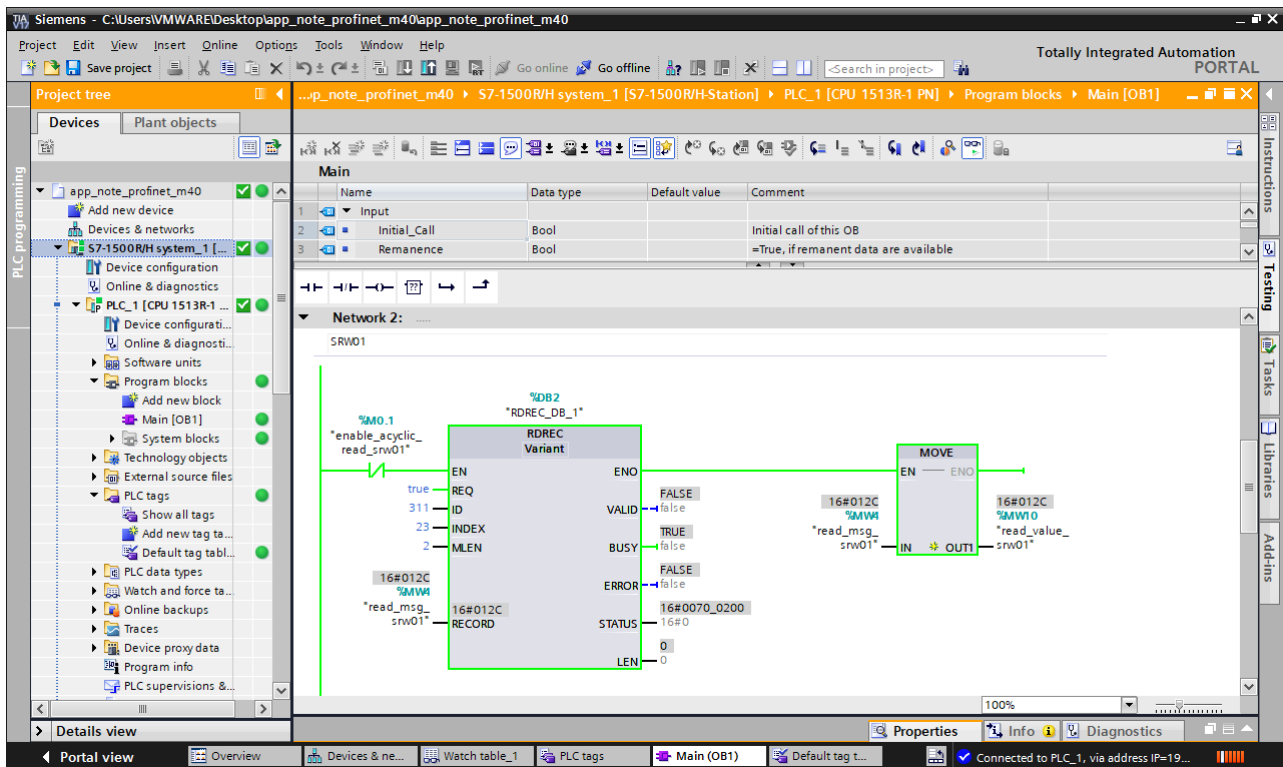 Siemens - C:\Users\VMWARE\Desktop\app_note_profinet_m40\app_note_profinet_m40
Project Edit View Insert Online Options Tools Window Help
Totally Integrated Automation
PORTAL
Save project
Go online Go offline <Search in project>
Project tree
...p_note_profinet_m40 S7-1500R/H system_1 [S7-1500R/H-Station] PLC_1 [CPU 1513R-1 PN] Program blocks Main [OB1]
Devices Plant objects
PLC programming
app_note_profinet_m40
Add new device
Devices & networks
S7-1500R/H system_1 [...
Device configuration
Online & diagnostics
PLC_1 [CPU 1513R-1 ...
Device configurati...
Online & diagnosti...
Software units
Program blocks
Add new block
Main [OB1]
System blocks
Technology objects
External source files
PLC tags
Show all tags
Add new tag ta...
Default tag tabl...
PLC data types
Watch and force ta...
Online backups
Traces
Device proxy data
Program info
PLC supervisions &...
Details view
Main
Name Data type Default value Comment
1 Input
2 Initial_Call Bool Initial call of this OB
3 Remanence Bool =True, if remanent data are available
Network 2: .....
SRW01
%DB2
"RDREC_DB_1"
%M0.1
"enable_acyclic_
read_srw01"
RDREC
Variant
EN ENO
true REQ
311 ID
23 INDEX
2 MLEN
16#012C
%MW4
"read_msg_
srw01"
16#012C
RECORD
FALSE
VALID false
TRUE
BUSY false
FALSE
ERROR false
16#0070_0200
STATUS 16#0
0
LEN 0
MOVE
EN ENO
16#012C
%MW4
"read_msg_
srw01" IN
OUT1
16#012C
%MW10
"read_value_
srw01"
100%
Properties Info Diagnostics
Instructions
Testing
Tasks
Libraries
Add-ins
Portal view Overview Devices & ne... Watch table_1 PLC tags Main (OB1) Default tag t... Connected to PLC_1, via address IP=19...